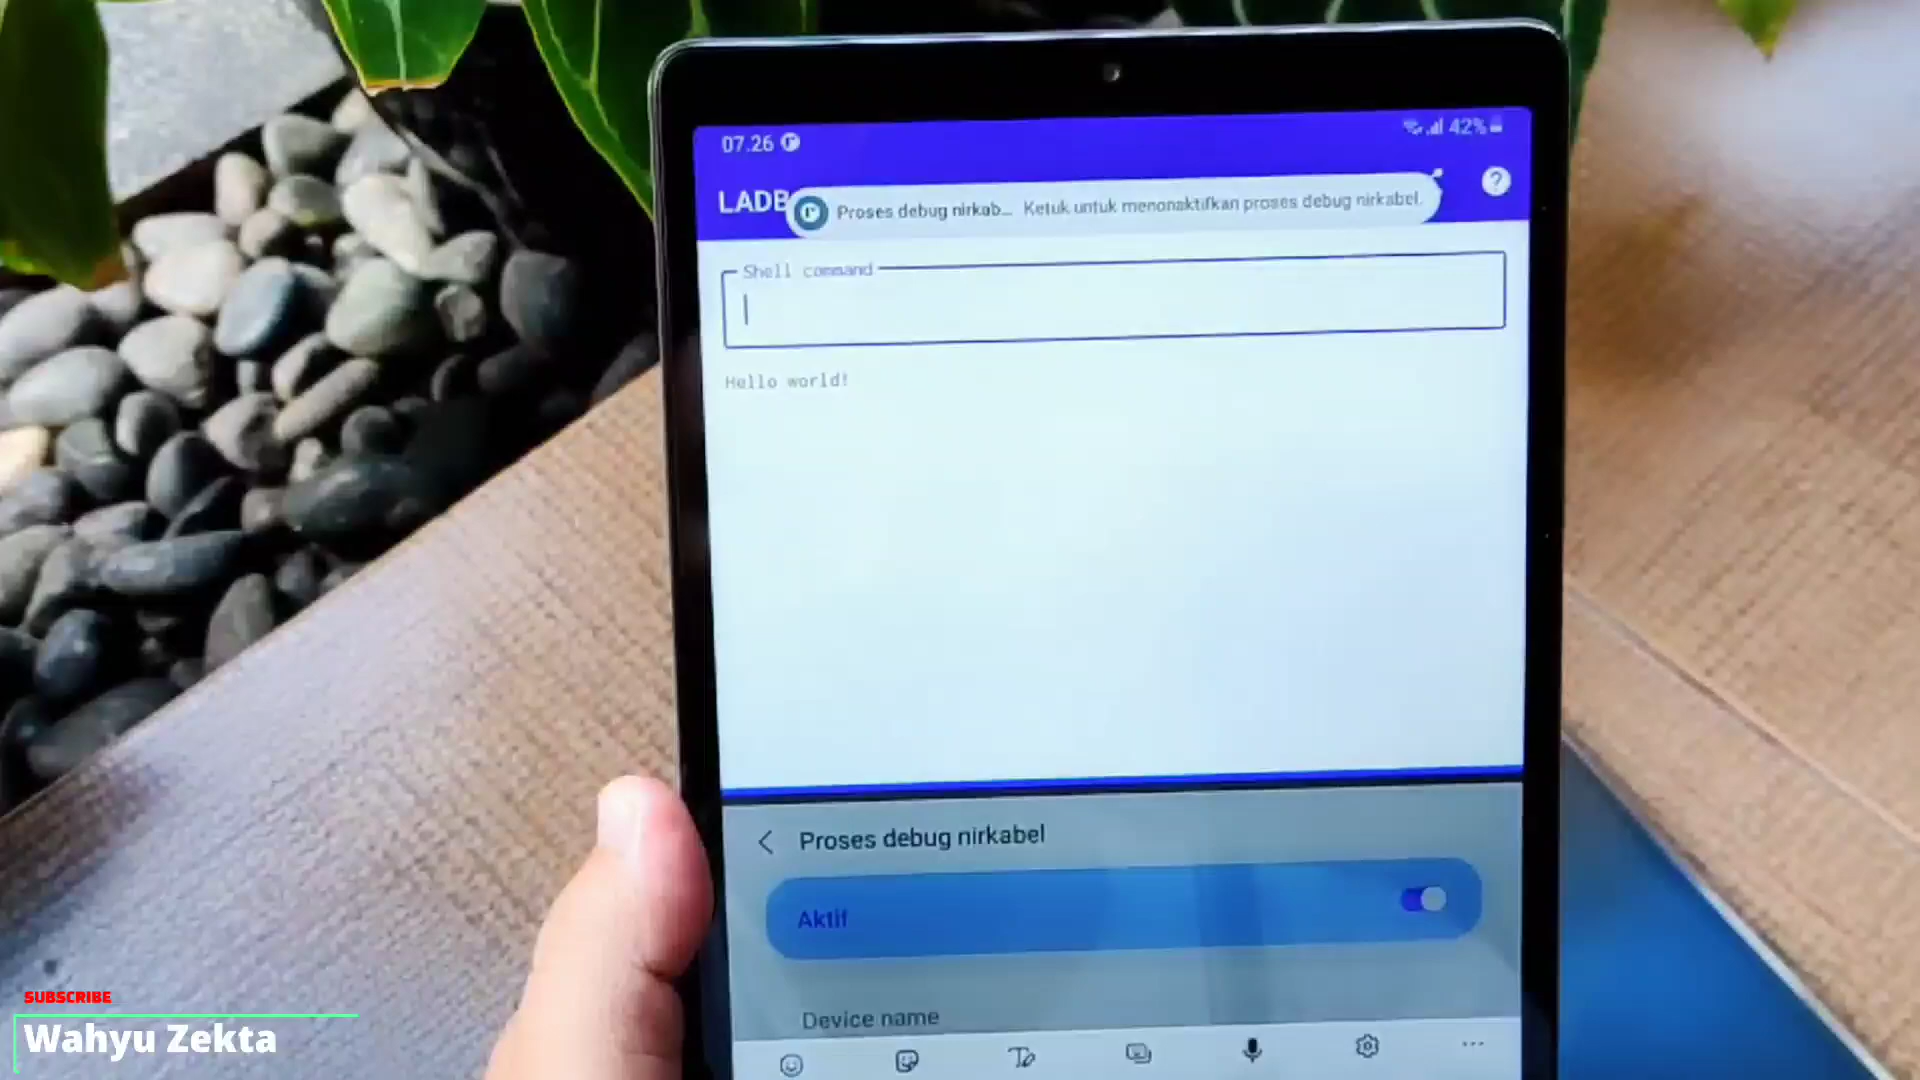 07.26
42%
LADB
Proses debug nirkab... Ketuk untuk menonaktifkan proses debug nirkabel.
?
Shell command
Hello world!
Proses debug nirkabel
Aktif
Device name
SUBSCRIBE
Wahyu Zekta